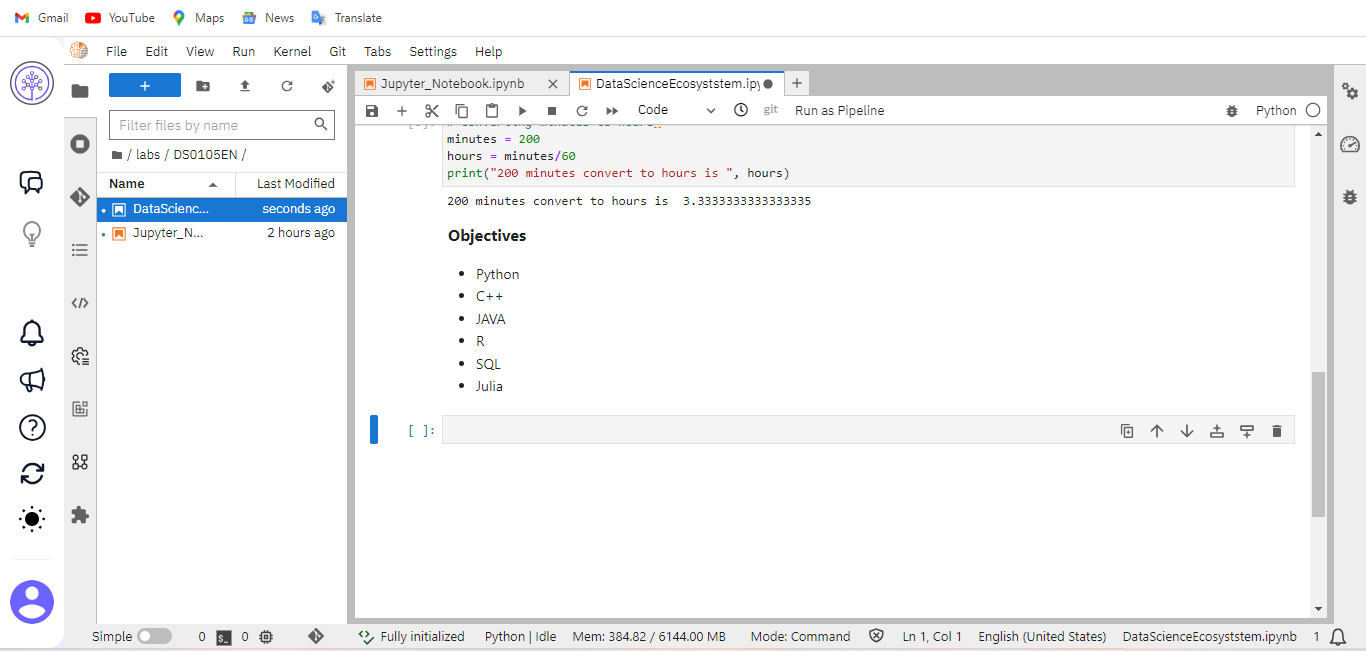 Gmail YouTube Maps News Translate
File Edit View Run Kernel Git Tabs Settings Help
Filter files by name
/ labs / DS0105EN /
Name Last Modified
DataScienc... seconds ago
Jupyter_N... 2 hours ago
Jupyter_Notebook.ipynb DataScienceEcosyststem.ipy
Code git Run as Pipeline Python
minutes = 200
hours = minutes/60
print("200 minutes convert to hours is ", hours)
200 minutes convert to hours is  3.3333333333333335
Objectives
• Python
• C++
• JAVA
• R
• SQL
• Julia
[ ]:
Simple 0 $_ 0 Fully initialized Python | Idle Mem: 384.82 / 6144.00 MB Mode: Command Ln 1, Col 1 English (United States) DataScienceEcosyststem.ipynb 1